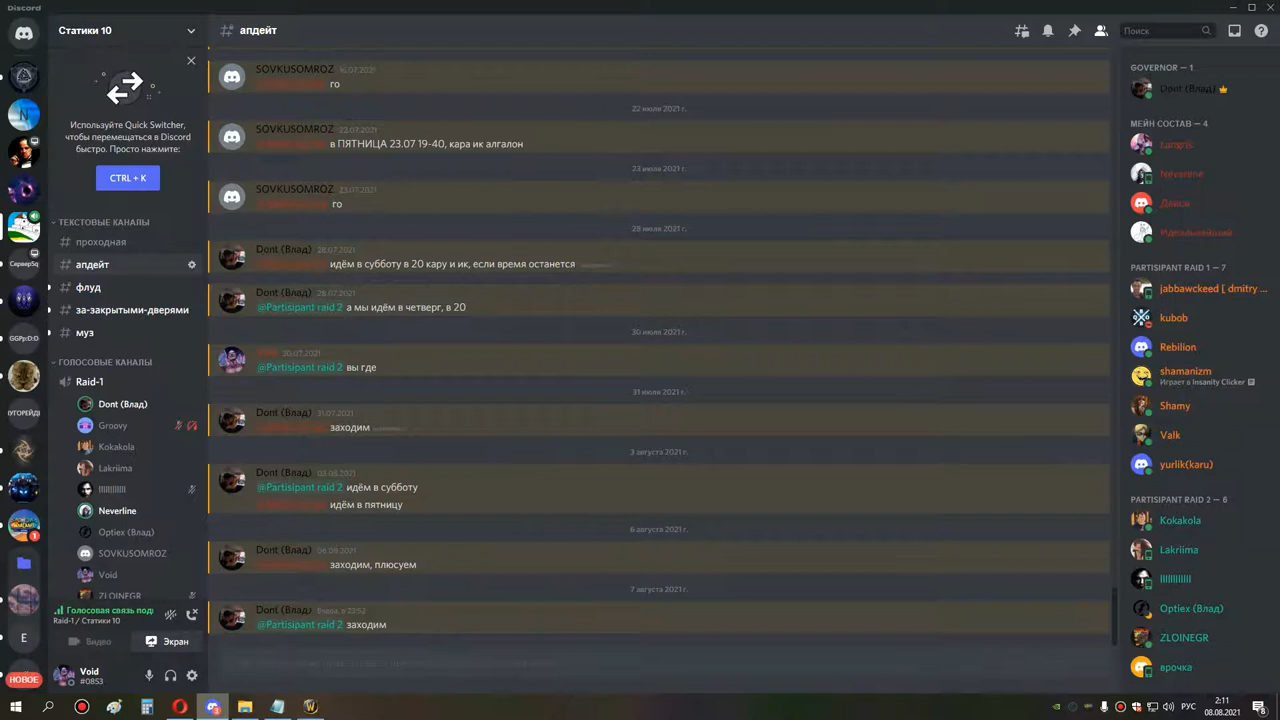 Discord
Статики 10
Используйте Quick Switcher,
чтобы перемещаться в Discord
быстро. Просто нажмите:
CTRL + K
ТЕКСТОВЫЕ КАНАЛЫ
проходная
апдейт
флуд
за-закрытыми-дверями
муз
ГОЛОСОВЫЕ КАНАЛЫ
Raid-1
Dont (Влад)
Groovy
Kokakola
Lakriima
Neverline
Optiex (Влад)
SOVKUSOMROZ
Void
ZLOINEGR
Голосовая связь под
Raid-1 / Статики 10
Видео
Экран
Void
#0853
N
СерверSq
GGPp:D:D
E
НОВОЕ
апдейт
Поиск
SOVKUSOMROZ 16.07.2021
го
22 июля 2021 г.
SOVKUSOMROZ 22.07.2021
в ПЯТНИЦА 23.07 19-40, кара ик алгалон
23 июля 2021 г.
SOVKUSOMROZ 23.07.2021
го
28 июля 2021 г.
Dont (Влад) 28.07.2021
идём в субботу в 20 кару и ик, если время останется
Dont (Влад) 28.07.2021
@Partisipant raid 2 а мы идём в четверг, в 20
30 июля 2021 г.
Void 30.07.2021
@Partisipant raid 2 вы где
31 июля 2021 г.
Dont (Влад) 31.07.2021
заходим
3 августа 2021 г.
Dont (Влад) 03.08.2021
@Partisipant raid 2 идём в субботу
идём в пятницу
6 августа 2021 г.
Dont (Влад) 06.08.2021
заходим, плюсуем
7 августа 2021 г.
Dont (Влад) Вчера, в 23:52
@Partisipant raid 2 заходим
GOVERNOR — 1
Dont (Влад)
МЕЙН СОСТАВ — 4
Langris
Neverline
PARTISIPANT RAID 1 — 7
jabbawckeed [ dmitry ...
kubob
Rebilion
shamanizm
Играет в Insanity Clicker
Shamy
Valk
yurlik(karu)
PARTISIPANT RAID 2 — 6
Kokakola
Lakriima
Optiex (Влад)
ZLOINEGR
врочка
РУС
2:11
08.08.2021